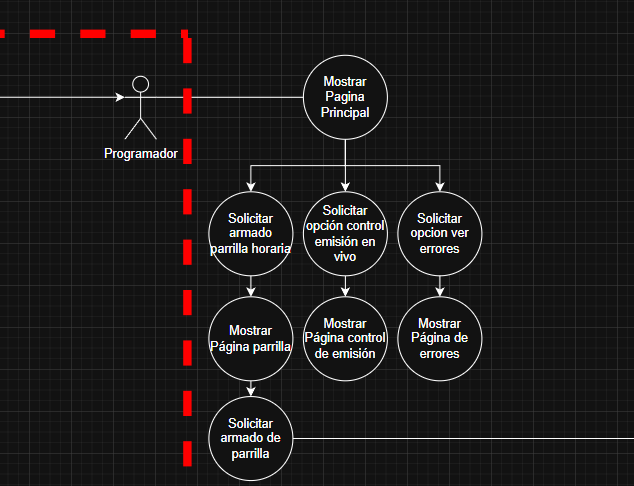 Mostrar
Pagina
Principal
Programador
Solicitar
armado
parrilla horaria
Solicitar
opción control
emisión en
vivo
Solicitar
opcion ver
errores
Mostrar
Página parrilla
Mostrar
Página control
de emisión
Mostrar
Página de
errores
Solicitar
armado de
parrilla